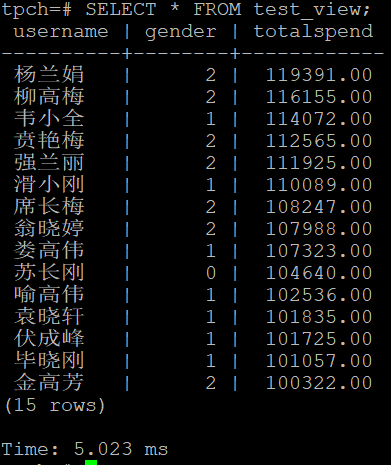 tpch=# SELECT * FROM test_view;
username | gender | totalspend
----------+--------+------------
杨兰娟 | 2 | 119391.00
柳高梅 | 2 | 116155.00
韦小全 | 1 | 114072.00
贲艳梅 | 2 | 112565.00
强兰丽 | 2 | 111925.00
滑小刚 | 1 | 110089.00
席长梅 | 2 | 108247.00
翁晓婷 | 2 | 107988.00
娄高伟 | 1 | 107323.00
苏长刚 | 0 | 104640.00
喻高伟 | 1 | 102536.00
袁晓轩 | 1 | 101835.00
伏成峰 | 1 | 101725.00
毕晓刚 | 1 | 101057.00
金高芳 | 2 | 100322.00
(15 rows)
Time: 5.023 ms